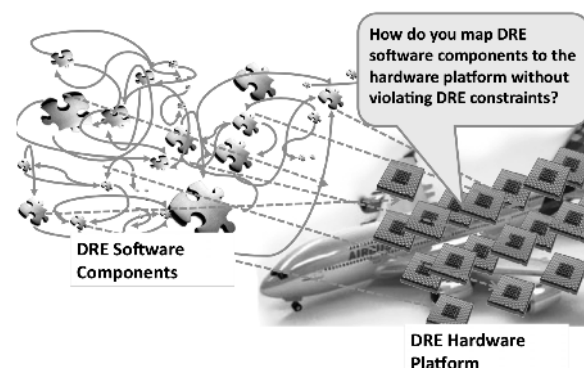 How do you map DRE
software components to the
hardware platform without
violating DRE constraints?
DRE Software
Components
DRE Hardware
Platform